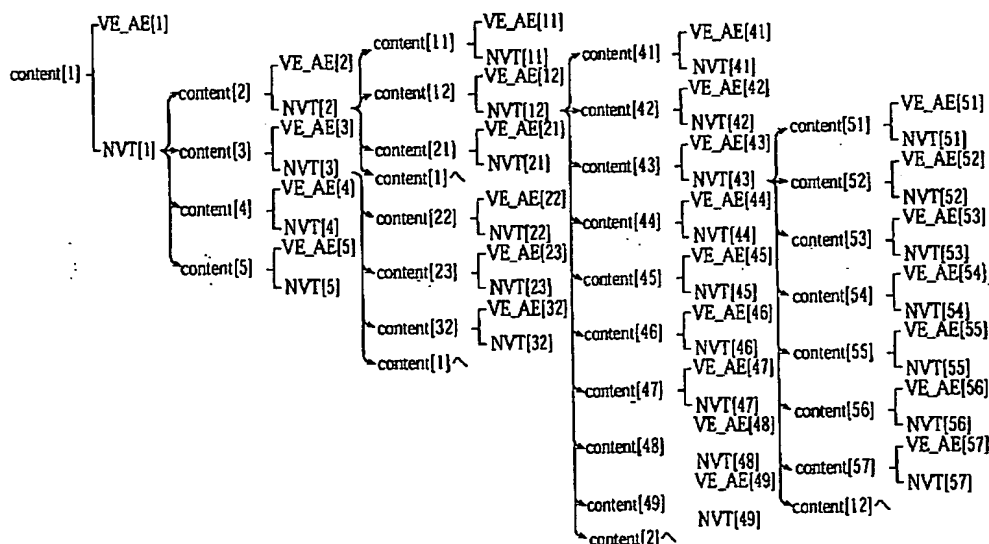 content[1]
VE_AE[1]
NVT[1]
content[2]
VE_AE[2]
NVT[2]
content[3]
VE_AE[3]
NVT[3]
content[4]
VE_AE[4]
NVT[4]
content[5]
VE_AE[5]
NVT[5]
content[11]
VE_AE[11]
NVT[11]
content[12]
VE_AE[12]
NVT[12]
content[21]
VE_AE[21]
NVT[21]
content[1]へ
content[22]
VE_AE[22]
NVT[22]
content[23]
VE_AE[23]
NVT[23]
content[32]
VE_AE[32]
NVT[32]
content[1]へ
content[41]
VE_AE[41]
NVT[41]
content[42]
VE_AE[42]
NVT[42]
content[43]
VE_AE[43]
NVT[43]
content[44]
VE_AE[44]
NVT[44]
content[45]
VE_AE[45]
NVT[45]
content[46]
VE_AE[46]
NVT[46]
content[47]
VE_AE[47]
NVT[47]
content[48]
VE_AE[48]
NVT[48]
content[49]
VE_AE[49]
NVT[49]
content[2]へ
content[51]
VE_AE[51]
NVT[51]
content[52]
VE_AE[52]
NVT[52]
content[53]
VE_AE[53]
NVT[53]
content[54]
VE_AE[54]
NVT[54]
content[55]
VE_AE[55]
NVT[55]
content[56]
VE_AE[56]
NVT[56]
content[57]
VE_AE[57]
NVT[57]
content[12]へ